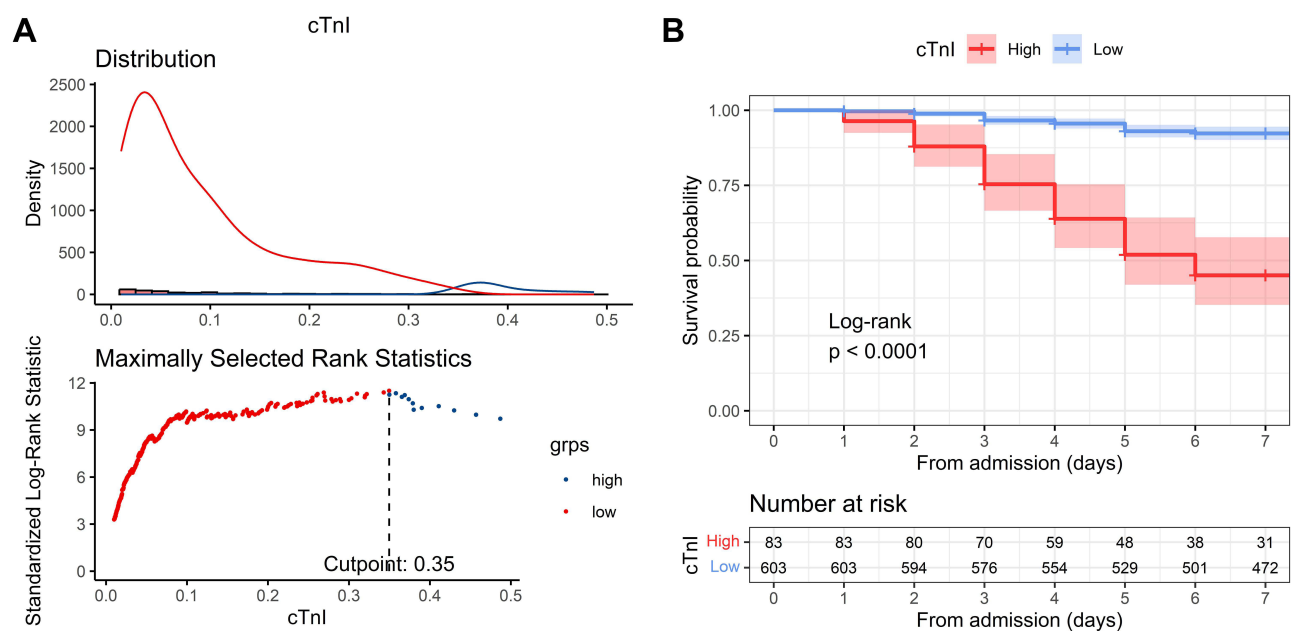 A
cTnI
Distribution
Density
2500
2000
1500
1000
500
0
0.0 0.1 0.2 0.3 0.4 0.5
Maximally Selected Rank Statistics
Standardized Log-Rank Statistic
12
9
6
3
0
Cutpoint: 0.35
0.0 0.1 0.2 0.3 0.4 0.5
cTnI
grps
high
low
B
cTnI High Low
Survival probability
1.00
0.75
0.50
0.25
0.00
Log-rank
p < 0.0001
0 1 2 3 4 5 6 7
From admission (days)
Number at risk
cTnI
High 83 83 80 70 59 48 38 31
Low 603 603 594 576 554 529 501 472
0 1 2 3 4 5 6 7
From admission (days)